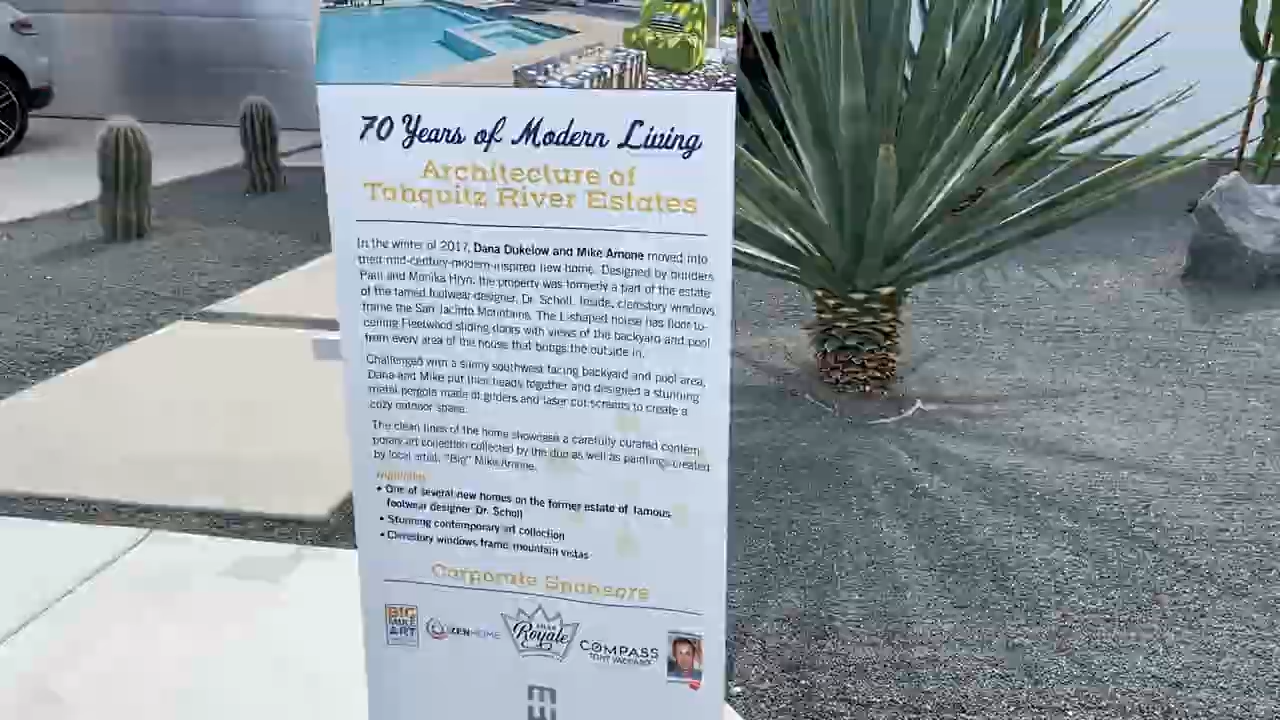 70 Years of Modern Living
Architecture of
Tahquitz River Estates
In the winter of 2017, Dana Dukelow and Mike Arnone moved into
their mid-century-modern-inspired new home. Designed by builders
Paul and Monika Hryn, the property was formerly a part of the estate
of the famed footwear designer, Dr. Scholl. Inside, clerestory windows
frame the San Jacinto Mountains. The L-shaped house has floor-to-
ceiling Fleetwood sliding doors with views of the backyard and pool
from every area of the house that brings the outside in.
Challenged with a sunny southwest facing backyard and pool area,
Dana and Mike put their heads together and designed a stunning
metal pergola made of girders and laser cut screens to create a
cozy outdoor space.
The clean lines of the home showcase a carefully curated contem-
porary art collection collected by the duo as well as paintings created
by local artist, "Big" Mike Arnone.
Highlights
• One of several new homes on the former estate of famous
footwear designer Dr. Scholl
• Stunning contemporary art collection
• Clerestory windows frame mountain vistas
Corporate Sponsors
BIG
MIKE
ART
ZENHOME
Royale
COMPASS